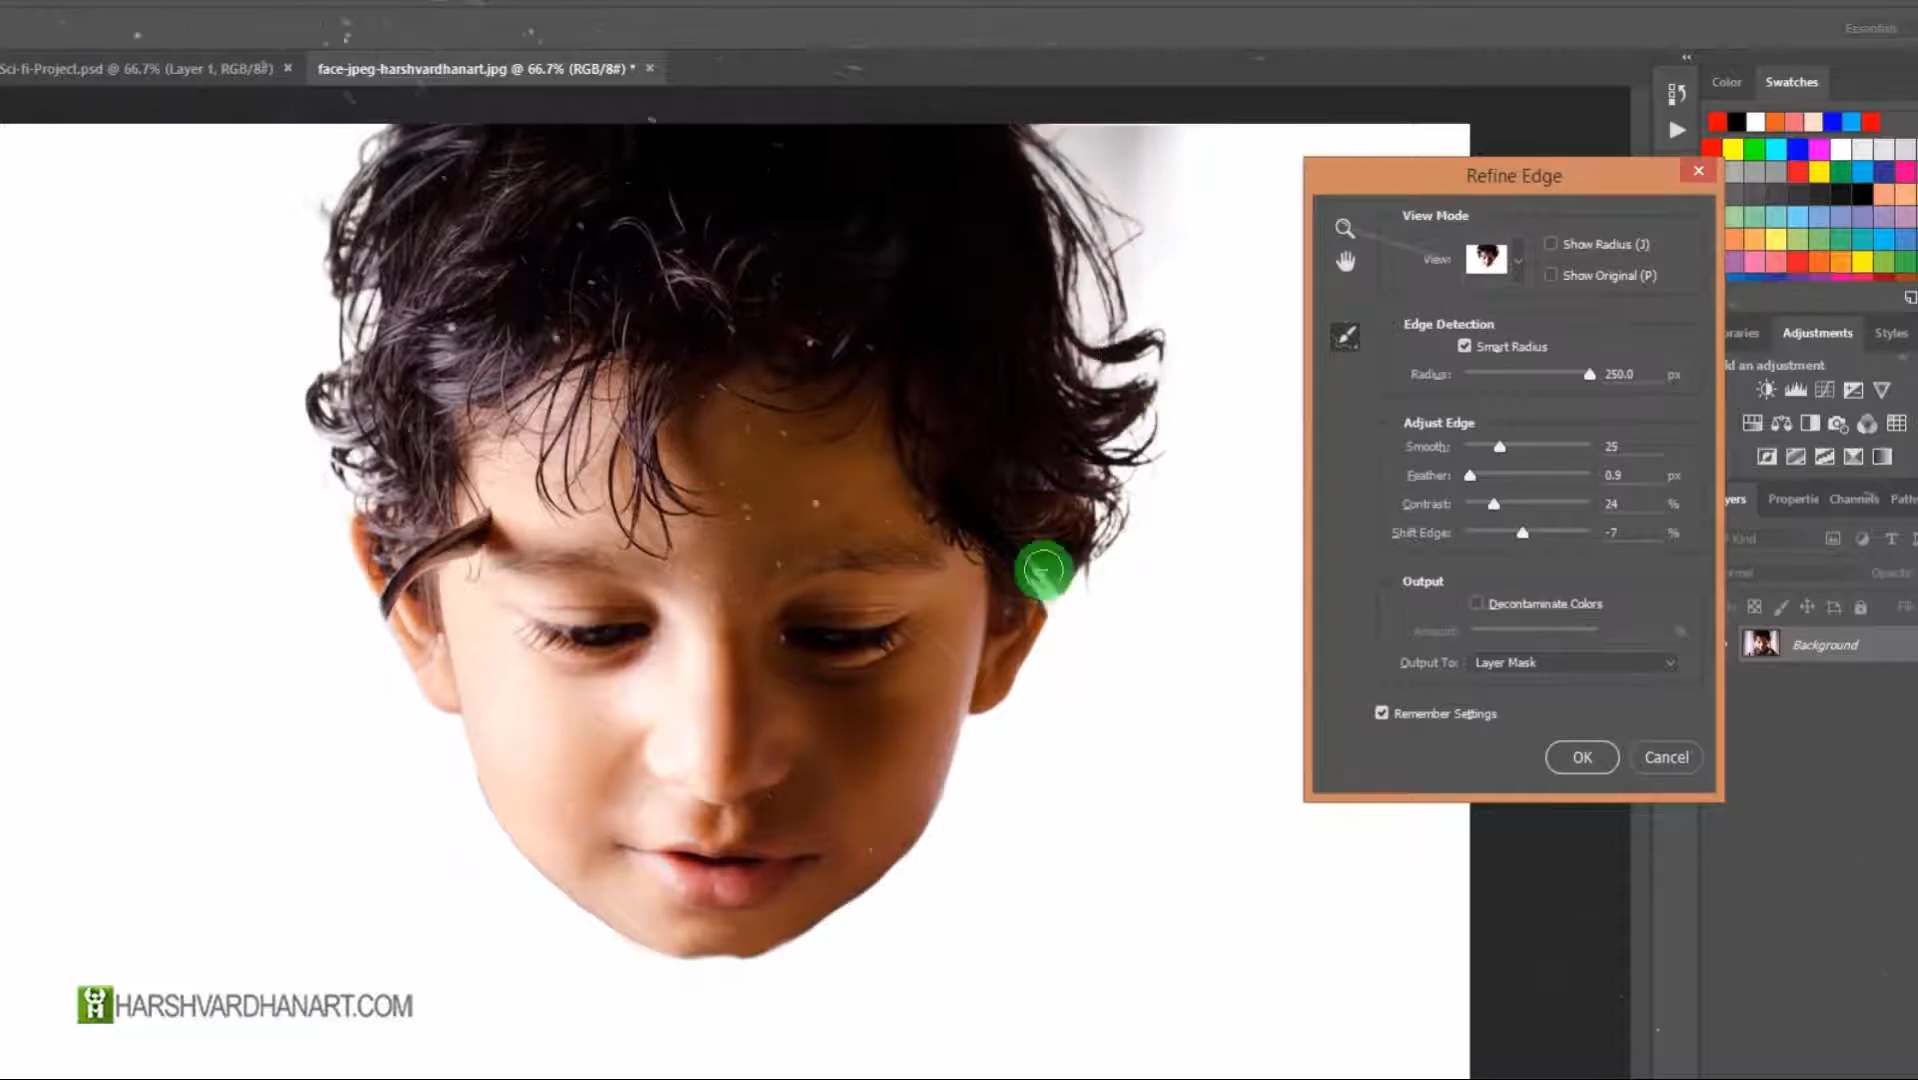 Essentials
Sci-fi-Project.psd @ 66.7% (Layer 1, RGB/8#) ×
face-jpeg-harshvardhanart.jpg @ 66.7% (RGB/8#) * ×
Color Swatches
Refine Edge
View Mode
View:
Show Radius (J)
Show Original (P)
Edge Detection
Smart Radius
Radius: 250.0 px
Adjust Edge
Smooth: 25
Feather: 0.9 px
Contrast: 24 %
Shift Edge: -7 %
Output
Decontaminate Colors
Amount: %
Output To: Layer Mask
Remember Settings
OK Cancel
raries Adjustments Styles
dd an adjustment
yers Propertie Channels Paths
Kind
Opacity:
Background
HARSHVARDHANART.COM